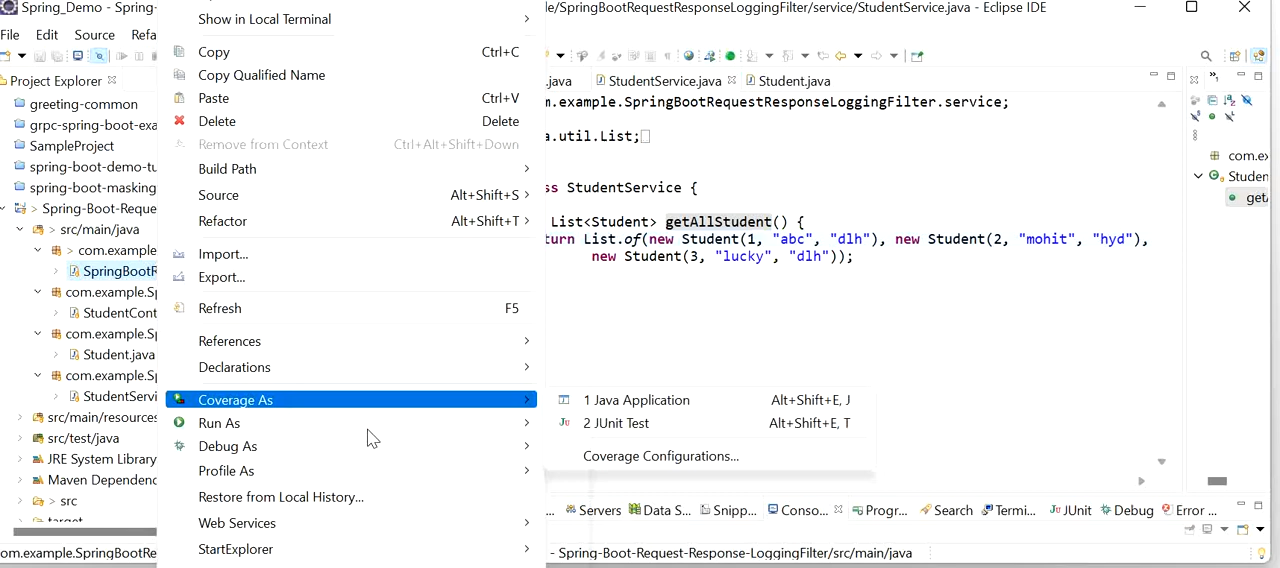 Spring_Demo - Spring-
le/SpringBootRequestResponseLoggingFilter/service/StudentService.java - Eclipse IDE
File Edit Source Refa
Project Explorer
greeting-common
grpc-spring-boot-exa
SampleProject
spring-boot-demo-tu
spring-boot-masking
> Spring-Boot-Reque
> src/main/java
> com.example
SpringBootR
com.example.Sp
StudentCont
com.example.Sp
Student.java
com.example.Sp
StudentServi
src/main/resources
src/test/java
JRE System Library
Maven Dependenc
> src
target
Show in Local Terminal
Copy Ctrl+C
Copy Qualified Name
Paste Ctrl+V
Delete Delete
Remove from Context Ctrl+Alt+Shift+Down
Build Path
Source Alt+Shift+S
Refactor Alt+Shift+T
Import...
Export...
Refresh F5
References
Declarations
Coverage As
Run As
Debug As
Profile As
Restore from Local History...
Web Services
StartExplorer
1 Java Application Alt+Shift+E, J
2 JUnit Test Alt+Shift+E, T
Coverage Configurations...
.java StudentService.java Student.java
m.example.SpringBootRequestResponseLoggingFilter.service;
a.util.List;
ss StudentService {
List<Student> getAllStudent() {
turn List.of(new Student(1, "abc", "dlh"), new Student(2, "mohit", "hyd"),
new Student(3, "lucky", "dlh"));
com.ex
Student
getA
... Servers Data S... Snipp... Conso... Progr... Search Termi... JUnit Debug Error ...
com.example.SpringBootRe
- Spring-Boot-Request-Response-LoggingFilter/src/main/java